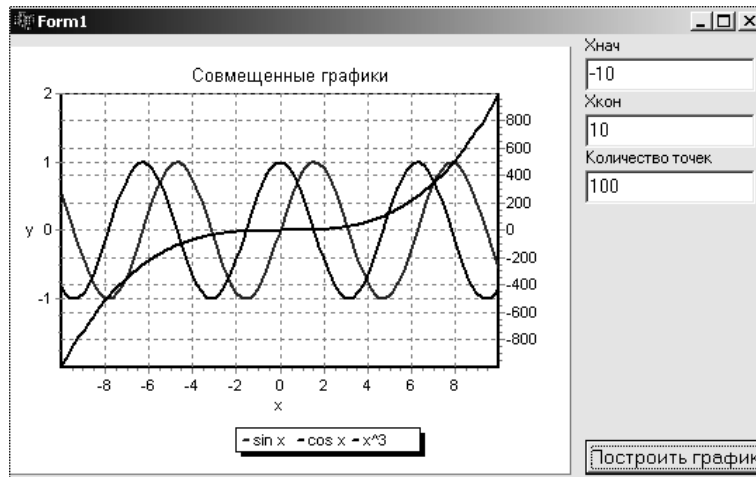 Form1
Совмещенные графики
2
1
0
-1
y
800
600
400
200
0
-200
-400
-600
-800
-8 -6 -4 -2 0 2 4 6 8
x
sin x cos x x^3
Xнач
-10
Xкон
10
Количество точек
100
Построить график